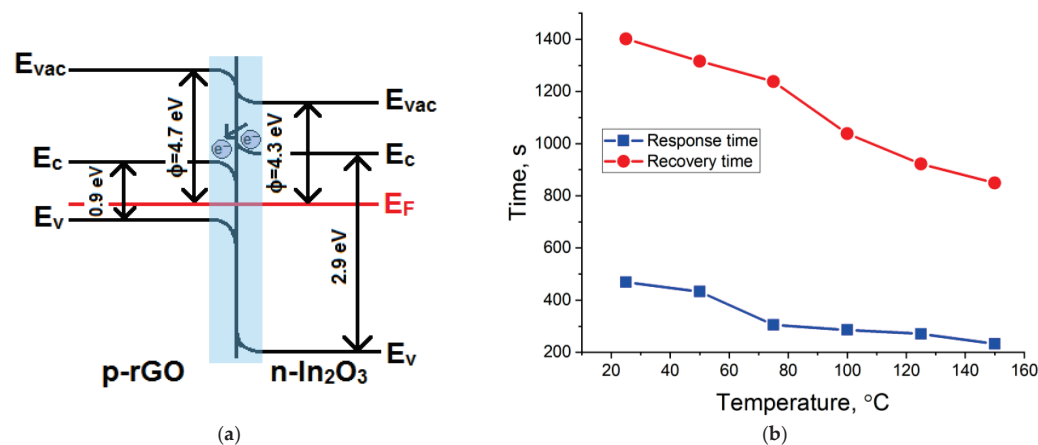 Evac
Evac
ϕ=4.7 eV
ϕ=4.3 eV
e⁻
e⁻
Ec
Ec
0.9 eV
EF
Ev
2.9 eV
Ev
p-rGO
n-In₂O₃
(a)
Time, s
1400
1200
1000
800
600
400
200
Response time
Recovery time
20
40
60
80
100
120
140
160
Temperature, °C
(b)